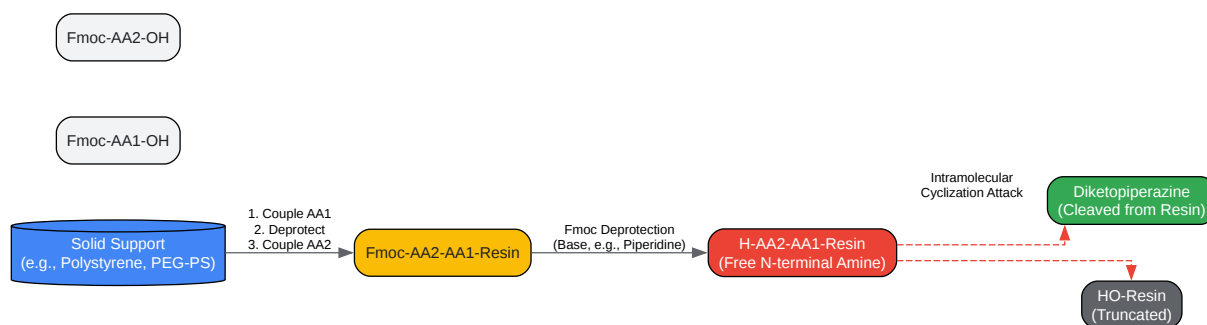 Fmoc-AA2-OH
Fmoc-AA1-OH
Solid Support
(e.g., Polystyrene, PEG-PS)
1. Couple AA1
2. Deprotect
3. Couple AA2
Fmoc-AA2-AA1-Resin
Fmoc Deprotection
(Base, e.g., Piperidine)
H-AA2-AA1-Resin
(Free N-terminal Amine)
Intramolecular
Cyclization Attack
Diketopiperazine
(Cleaved from Resin)
HO-Resin
(Truncated)